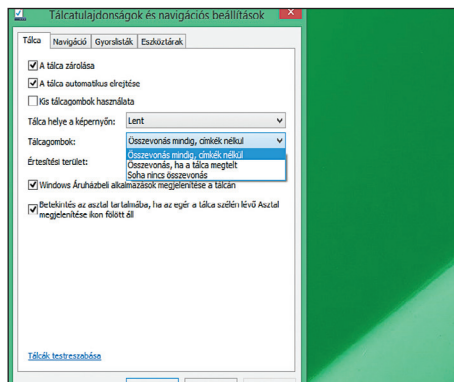 Tálcatulajdonságok és navigációs beállítások
Tálca Navigáció Gyorslisták Eszköztárak
A tálca zárolása
A tálca automatikus elrejtése
Kis tálcagombok használata
Tálca helye a képernyőn: Lent
Tálcagombok: Összevonás mindig, címkék nélkül
Összevonás mindig, címkék nélkül
Értesítési terület: Összevonás, ha a tálca megtelt
Soha nincs összevonás
Windows Áruházbeli alkalmazások megjelenítése a tálcán
Betekintés az asztal tartalmába, ha az egér a tálca szélén lévő Asztal
megjelenítése ikon fölött áll
Tálcák testreszabása